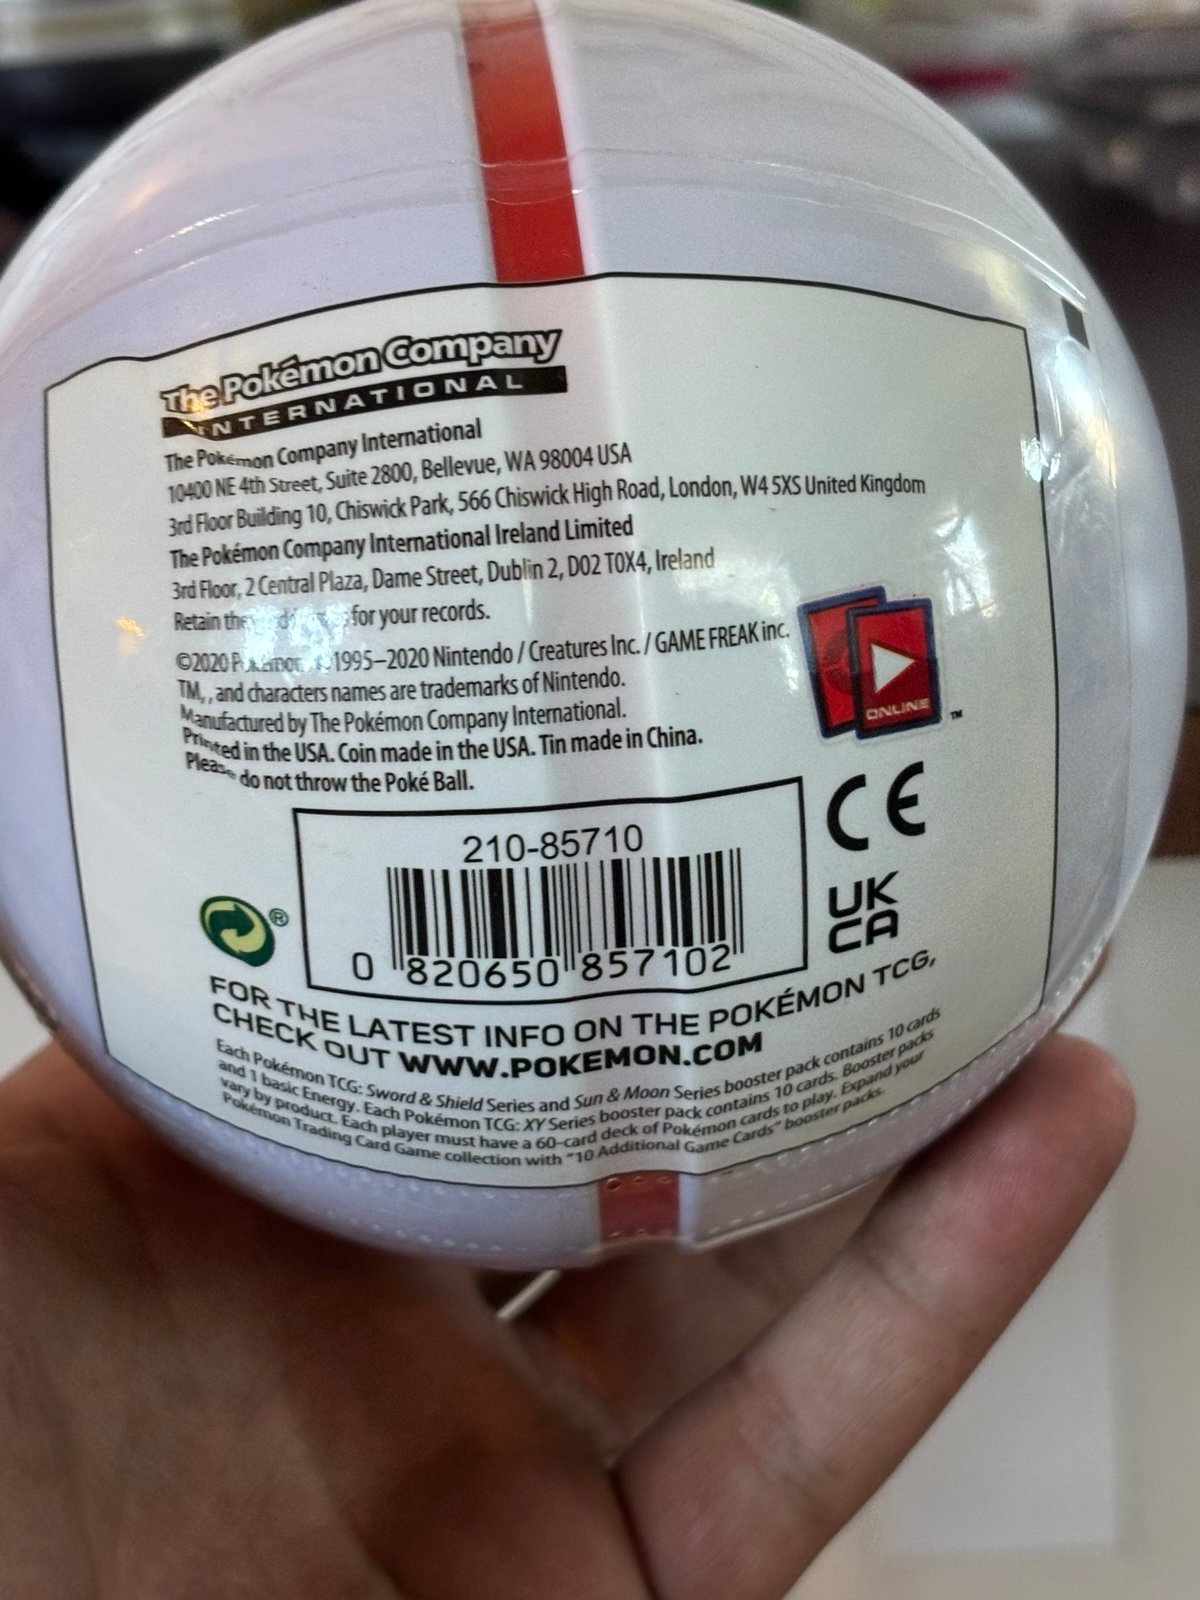 The Pokémon Company
INTERNATIONAL
The Pokémon Company International
10400 NE 4th Street, Suite 2800, Bellevue, WA 98004 USA
3rd Floor Building 10, Chiswick Park, 566 Chiswick High Road, London, W4 5XS United Kingdom
The Pokémon Company International Ireland Limited
3rd Floor, 2 Central Plaza, Dame Street, Dublin 2, D02 T0X4, Ireland
Retain for your records.
©2020 Pokémon. 1995–2020 Nintendo / Creatures Inc. / GAME FREAK inc.
TM, , and characters names are trademarks of Nintendo.
Manufactured by The Pokémon Company International.
Printed in the USA. Coin made in the USA. Tin made in China.
Please do not throw the Poké Ball.
ONLINE ™
CE
210-85710
UK
CA
®
0 820650 857102
FOR THE LATEST INFO ON THE POKÉMON TCG,
CHECK OUT WWW.POKEMON.COM
Each Pokémon TCG: Sword & Shield Series and Sun & Moon Series booster pack contains 10 cards
and 1 basic Energy. Each Pokémon TCG: XY Series booster pack contains 10 cards. Booster packs
vary by product. Each player must have a 60-card deck of Pokémon cards to play. Expand your
Pokémon Trading Card Game collection with "10 Additional Game Cards" booster packs.